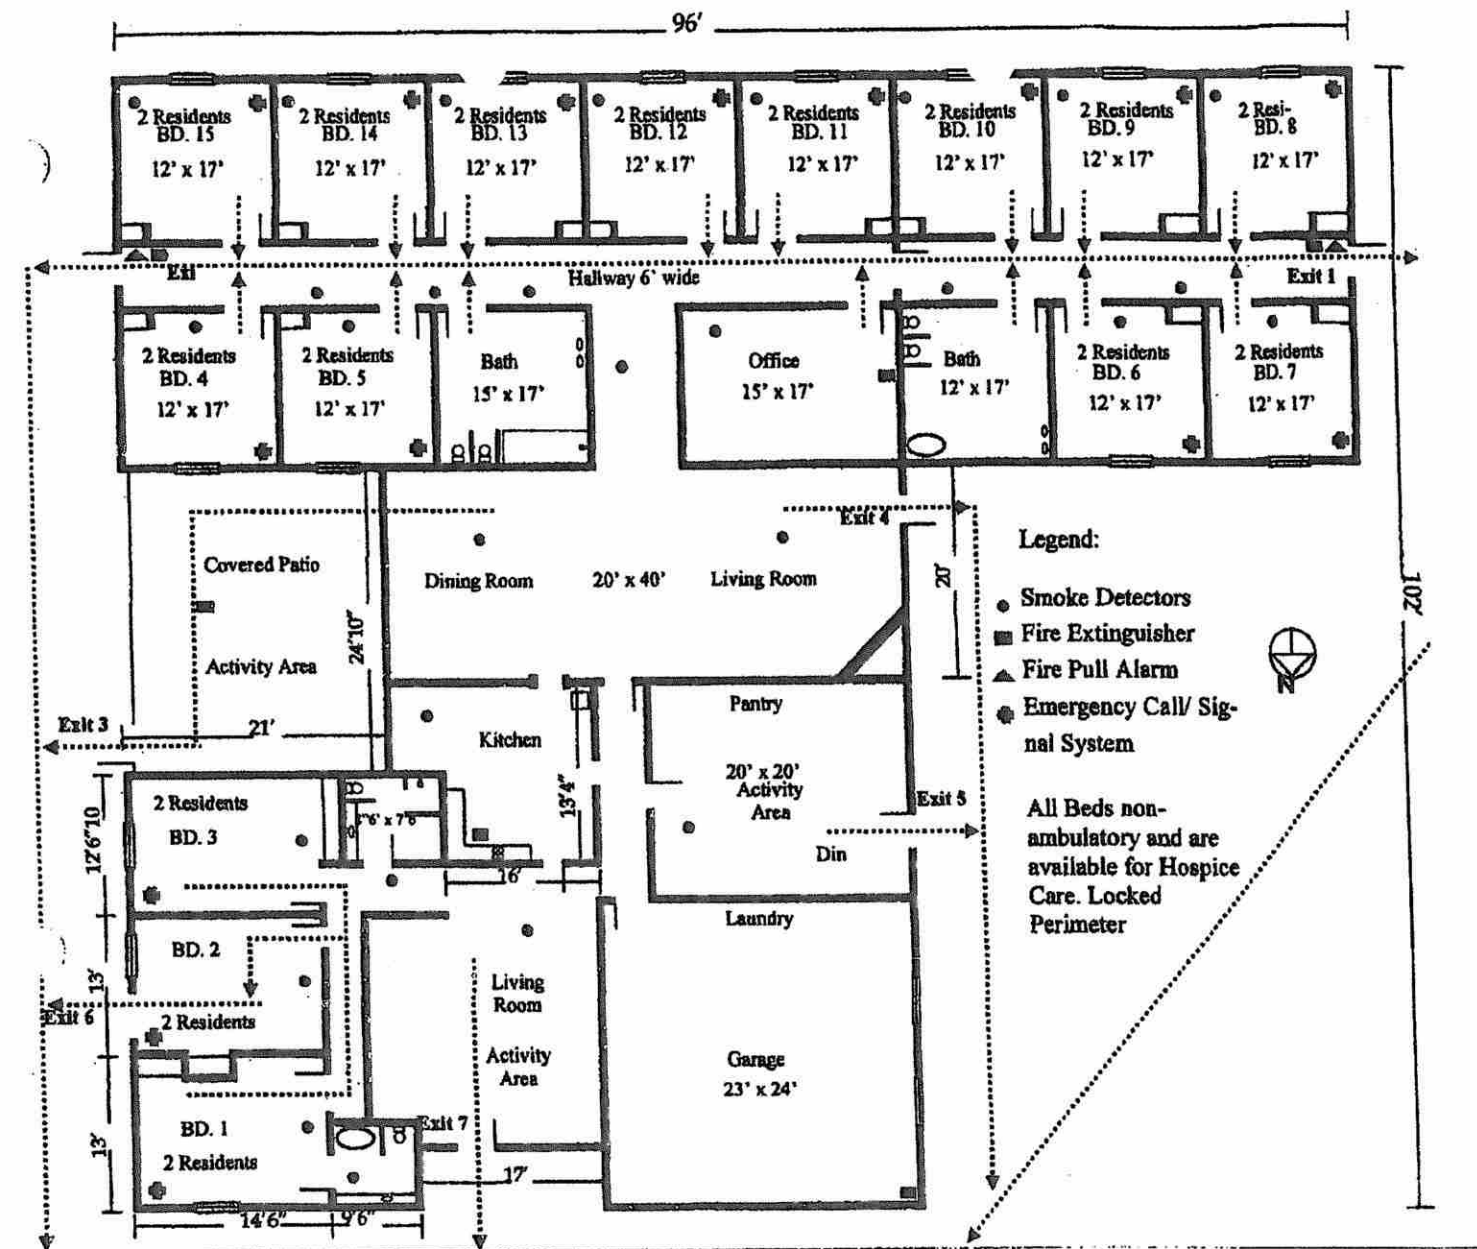 96'
2 Residents
BD. 15
12' x 17'
2 Residents
BD. 14
12' x 17'
2 Residents
BD. 13
12' x 17'
2 Residents
BD. 12
12' x 17'
2 Residents
BD. 11
12' x 17'
2 Residents
BD. 10
12' x 17'
2 Residents
BD. 9
12' x 17'
2 Resi-
BD. 8
12' x 17'
Exi
Hallway 6' wide
Exit 1
2 Residents
BD. 4
12' x 17'
2 Residents
BD. 5
12' x 17'
Bath
15' x 17'
Office
15' x 17'
Bath
12' x 17'
2 Residents
BD. 6
12' x 17'
2 Residents
BD. 7
12' x 17'
Covered Patio
Activity Area
24'10"
21'
Exit 3
Dining Room
20' x 40'
Living Room
Exit 4
20'
102'
Legend:
Smoke Detectors
Fire Extinguisher
Fire Pull Alarm
Emergency Call/ Sig-
nal System
N
All Beds non-
ambulatory and are
available for Hospice
Care. Locked
Perimeter
Kitchen
13'4"
16'
Pantry
20' x 20'
Activity
Area
Din
Exit 5
Laundry
2 Residents
BD. 3
12'6"10
6' x 7'6
BD. 2
2 Residents
13'
Exit 6
BD. 1
2 Residents
13'
14'6"
9'6"
Living
Room
Activity
Area
Exit 7
17'
Garage
23' x 24'